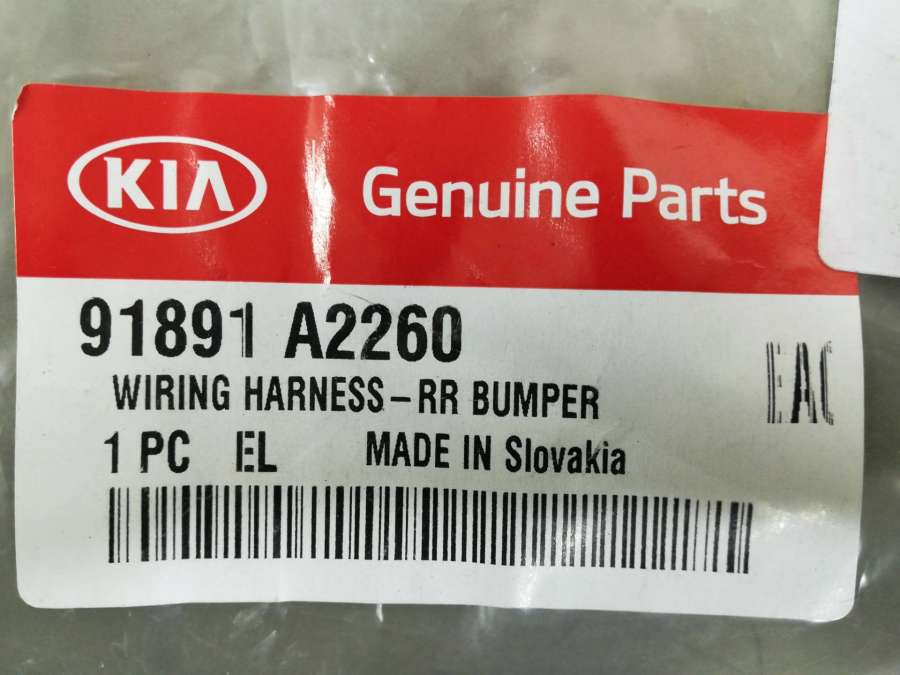 KIA Genuine Parts
91891 A2260
WIRING HARNESS-RR BUMPER
EAC
1 PC EL MADE IN Slovakia